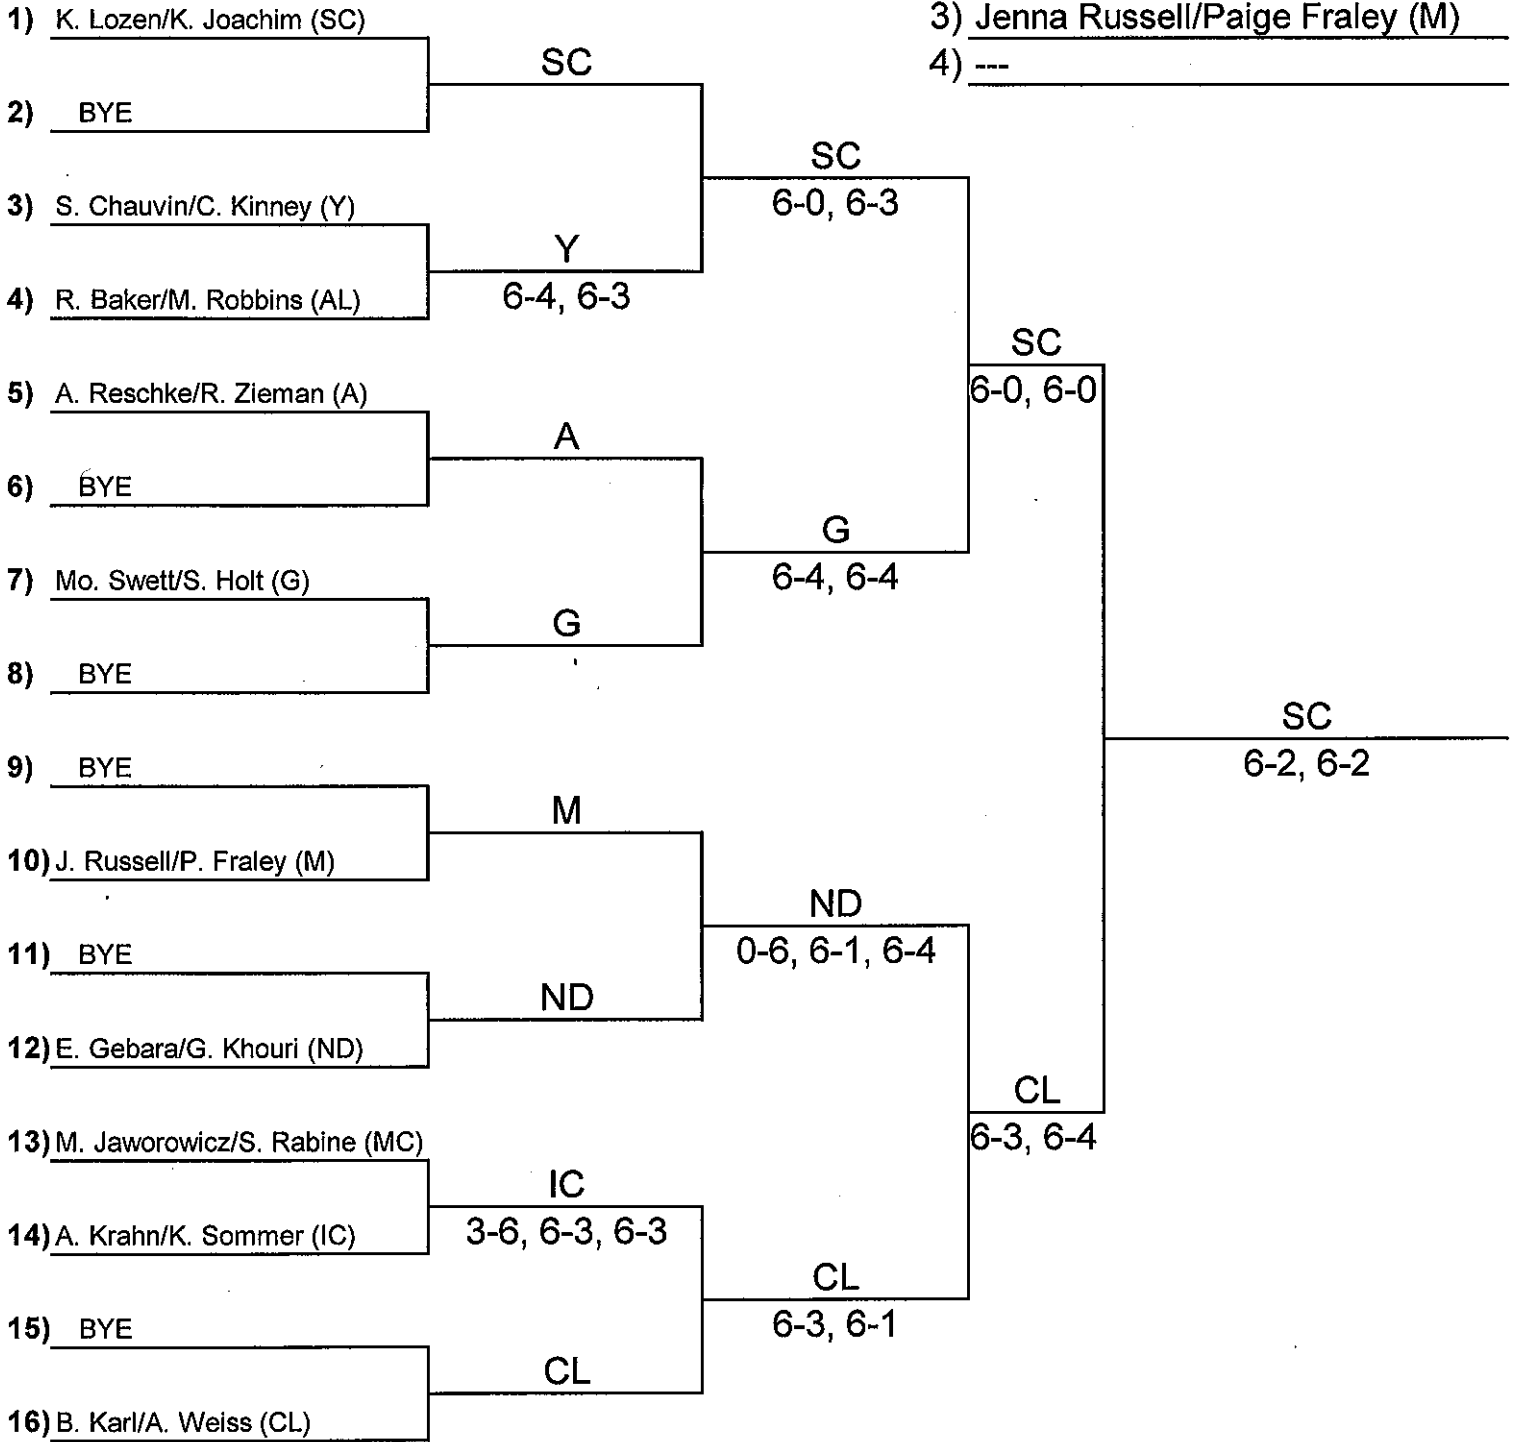 1) K. Lozen/K. Joachim (SC)
2) BYE
3) S. Chauvin/C. Kinney (Y)
4) R. Baker/M. Robbins (AL)
5) A. Reschke/R. Zieman (A)
6) BYE
7) Mo. Swett/S. Holt (G)
8) BYE
9) BYE
10) J. Russell/P. Fraley (M)
11) BYE
12) E. Gebara/G. Khouri (ND)
13) M. Jaworowicz/S. Rabine (MC)
14) A. Krahn/K. Sommer (IC)
15) BYE
16) B. Karl/A. Weiss (CL)
SC
Y
6-4, 6-3
A
G
M
ND
IC
3-6, 6-3, 6-3
CL
SC
6-0, 6-3
G
6-4, 6-4
ND
0-6, 6-1, 6-4
CL
6-3, 6-1
SC
6-0, 6-0
CL
6-3, 6-4
SC
6-2, 6-2
3) Jenna Russell/Paige Fraley (M)
4) ---